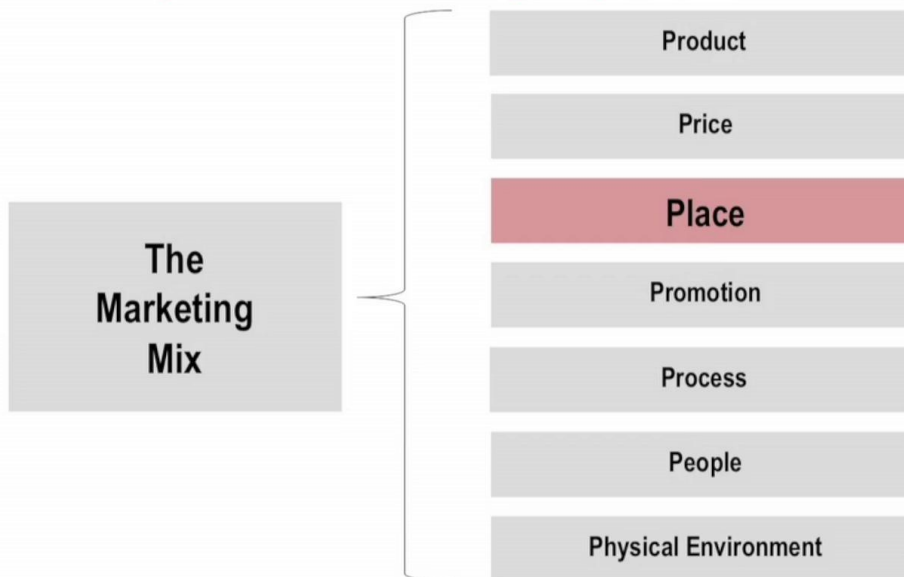 The
Marketing
Mix
Product
Price
Place
Promotion
Process
People
Physical Environment